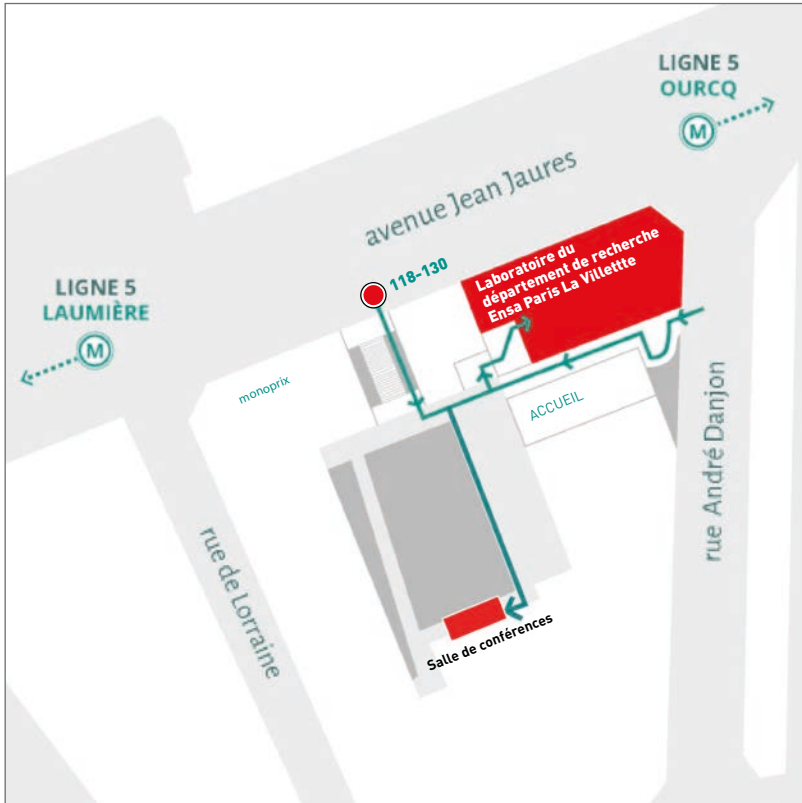 LIGNE 5
OURCQ
M
avenue Jean Jaures
118-130
Laboratoire du
département de recherche
Ensa Paris La Villettte
LIGNE 5
LAUMIÈRE
M
monoprix
ACCUEIL
rue André Danjon
rue de Lorraine
Salle de conférences